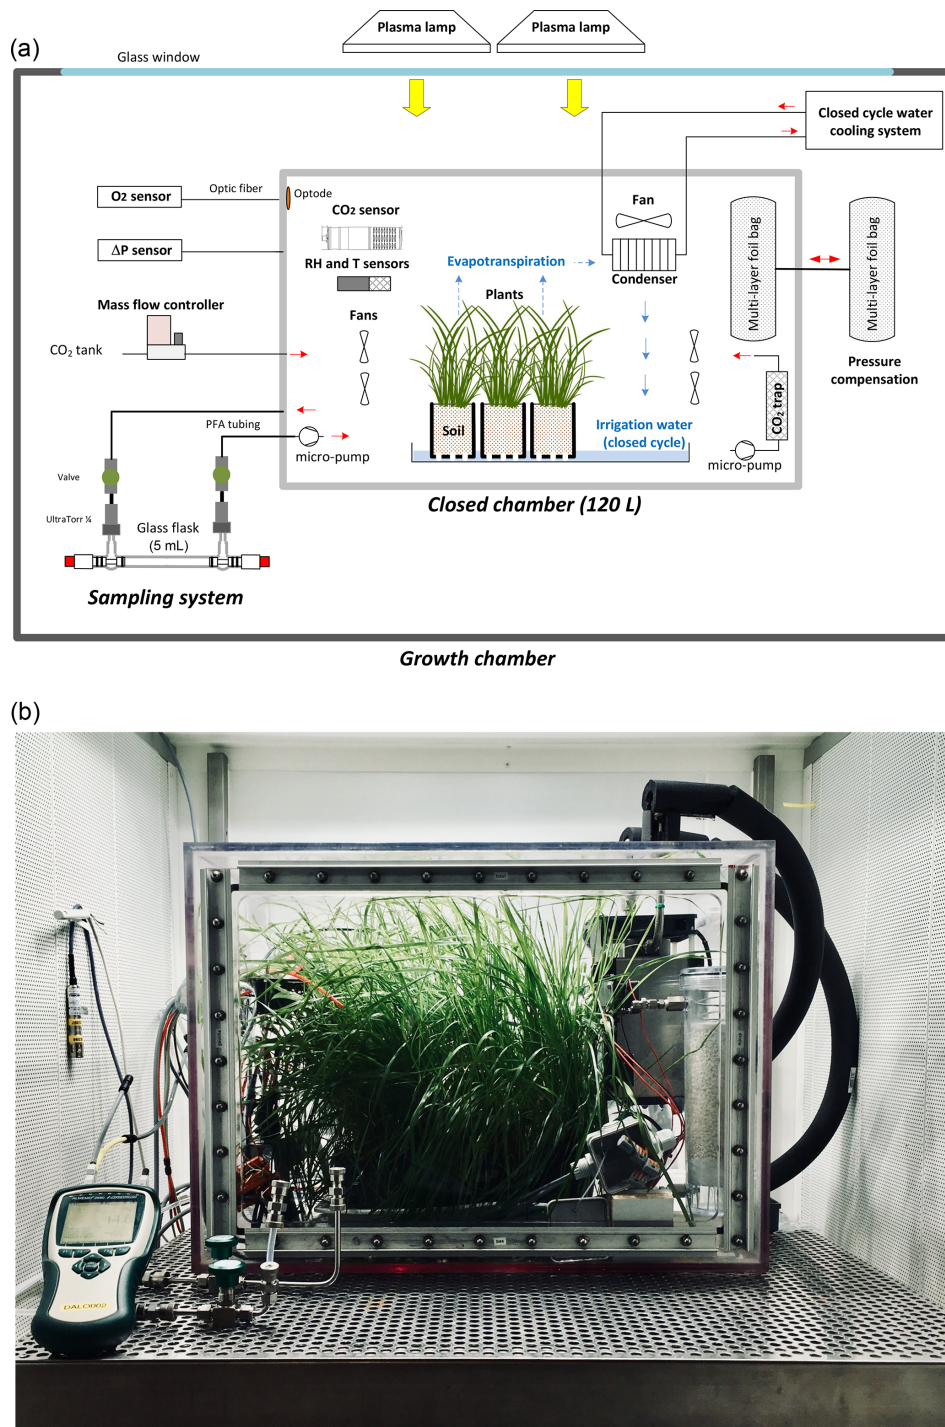 (a)
Plasma lamp
Plasma lamp
Glass window
Closed cycle water
cooling system
O2 sensor
Optic fiber
Optode
CO2 sensor
ΔP sensor
RH and T sensors
Fan
Condenser
Evapotranspiration
Plants
Multi-layer foil bag
Multi-layer foil bag
Mass flow controller
CO2 tank
Fans
Pressure
compensation
CO2 trap
PFA tubing
micro-pump
Soil
Irrigation water
(closed cycle)
micro-pump
Valve
UltraTorr ¼
Glass flask
(5 mL)
Closed chamber (120 L)
Sampling system
Growth chamber
(b)
DALO002